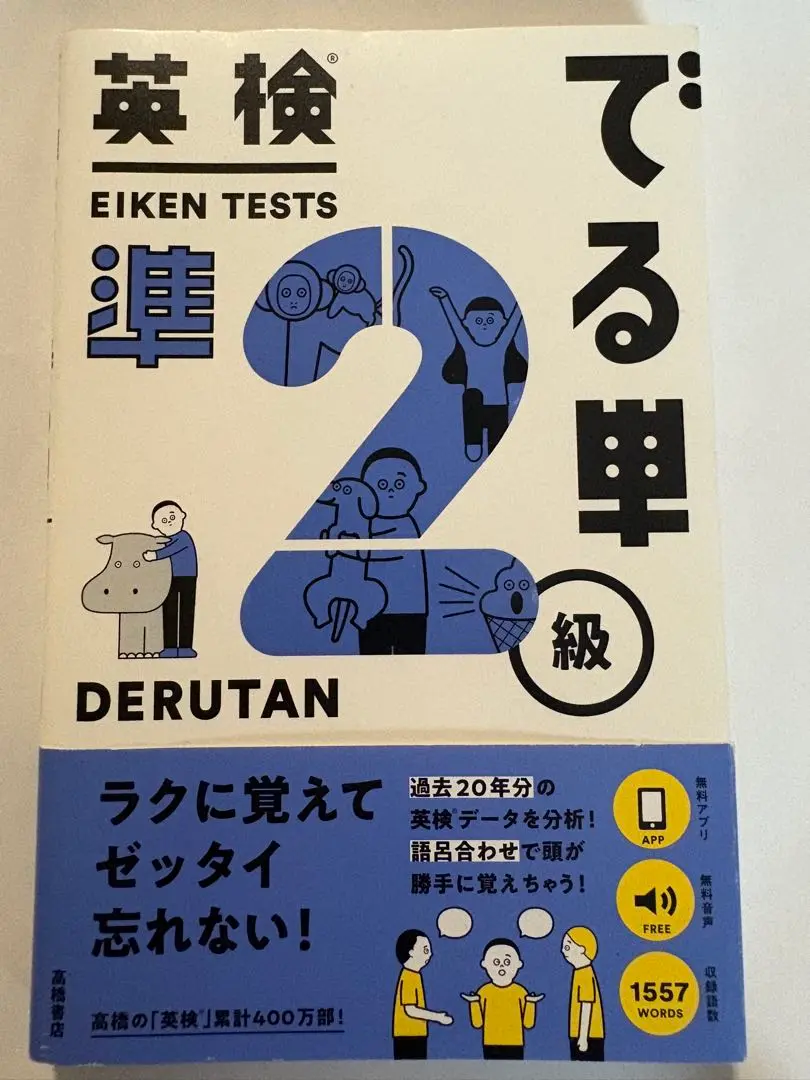 英検®
EIKEN TESTS
準2級
でる単
DERUTAN
ラクに覚えて
ゼッタイ
忘れない!
過去20年分の
英検®データを分析!
語呂合わせで頭が
勝手に覚えちゃう!
APP
無料アプリ
FREE
無料音声
1557
WORDS
収録語数
高橋の「英検®」累計400万部!
高橋書店